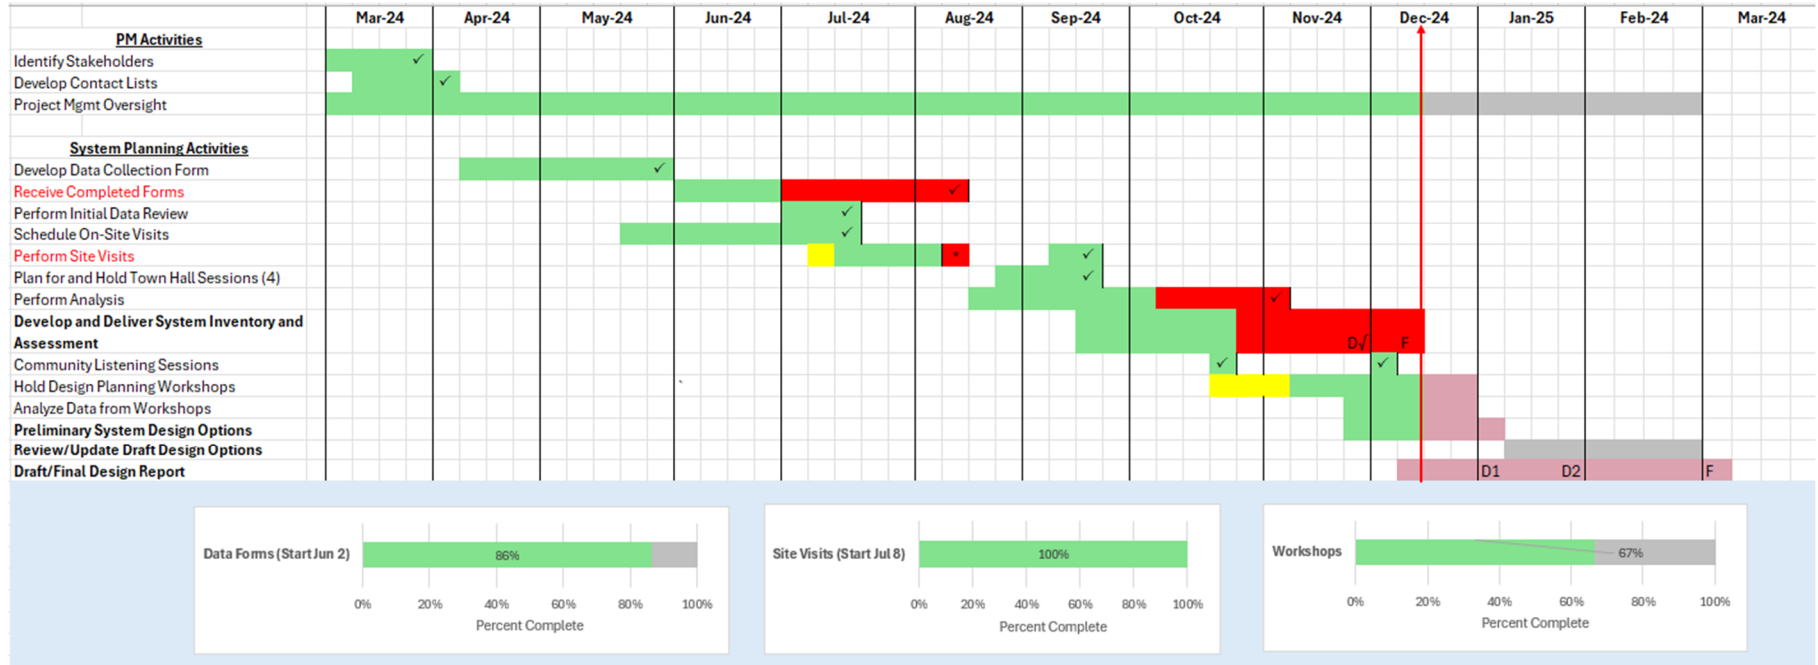 Mar-24 Apr-24 May-24 Jun-24 Jul-24 Aug-24 Sep-24 Oct-24 Nov-24 Dec-24 Jan-25 Feb-24 Mar-24
PM Activities
Identify Stakeholders ✓
Develop Contact Lists ✓
Project Mgmt Oversight
System Planning Activities
Develop Data Collection Form ✓
Receive Completed Forms ✓
Perform Initial Data Review ✓
Schedule On-Site Visits ✓
Perform Site Visits * ✓
Plan for and Hold Town Hall Sessions (4) ✓
Perform Analysis ✓
Develop and Deliver System Inventory and
Assessment D√ F
Community Listening Sessions ✓ ✓
Hold Design Planning Workshops
Analyze Data from Workshops
Preliminary System Design Options
Review/Update Draft Design Options
Draft/Final Design Report D1 D2 F
Data Forms (Start Jun 2) 86%
0% 20% 40% 60% 80% 100%
Percent Complete
Site Visits (Start Jul 8) 100%
0% 20% 40% 60% 80% 100%
Percent Complete
Workshops 67%
0% 20% 40% 60% 80% 100%
Percent Complete